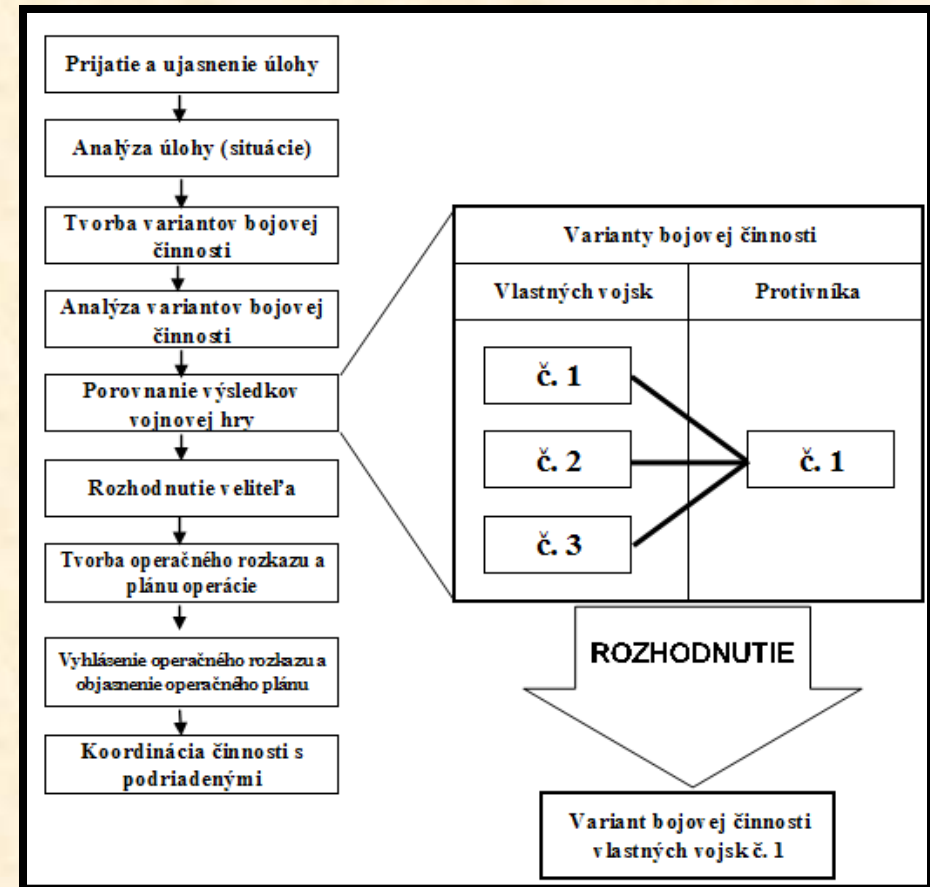 Prijatie a ujasnenie úlohy
Analýza úlohy (situácie)
Tvorba variantov bojovej
činnosti
Analýza variantov bojovej
činnosti
Porovnanie výsledkov
vojnovej hry
Rozhodnutie veliteľa
Tvorba operačného rozkazu a
plánu operácie
Vyhlásenie operačného rozkazu a
objasnenie operačného plánu
Koordinácia činnosti s
podriadenými
Varianty bojovej činnosti
Vlastných vojsk
Protivníka
č. 1
č. 2
č. 3
č. 1
ROZHODNUTIE
Variant bojovej činnosti
vlastných vojsk č. 1